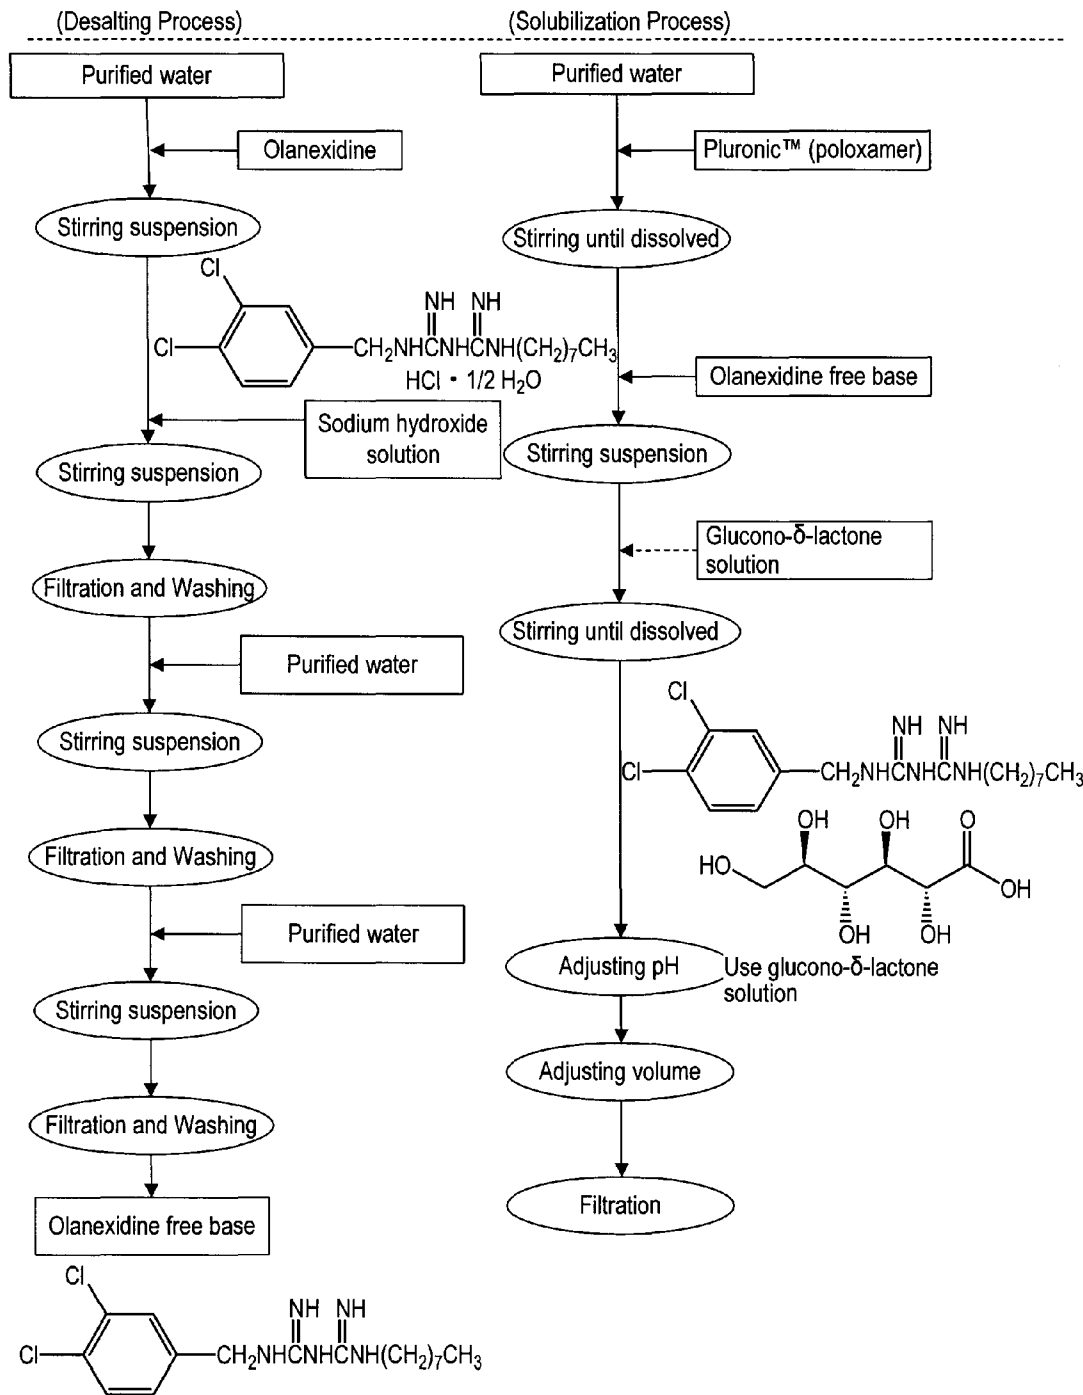 (Desalting Process)
Purified water
Olanexidine
Stirring suspension
Cl
Cl
NH NH
CH₂NHCNHCNH(CH₂)₇CH₃
HCl · 1/2 H₂O
Sodium hydroxide
solution
Stirring suspension
Filtration and Washing
Purified water
Stirring suspension
Filtration and Washing
Purified water
Stirring suspension
Filtration and Washing
Olanexidine free base
Cl
Cl
NH NH
CH₂NHCNHCNH(CH₂)₇CH₃
(Solubilization Process)
Purified water
Pluronic™ (poloxamer)
Stirring until dissolved
Olanexidine free base
Stirring suspension
Glucono-δ-lactone
solution
Stirring until dissolved
Cl
Cl
NH NH
CH₂NHCNHCNH(CH₂)₇CH₃
OH OH O
HO
OH
OH OH
Adjusting pH
Use glucono-δ-lactone
solution
Adjusting volume
Filtration